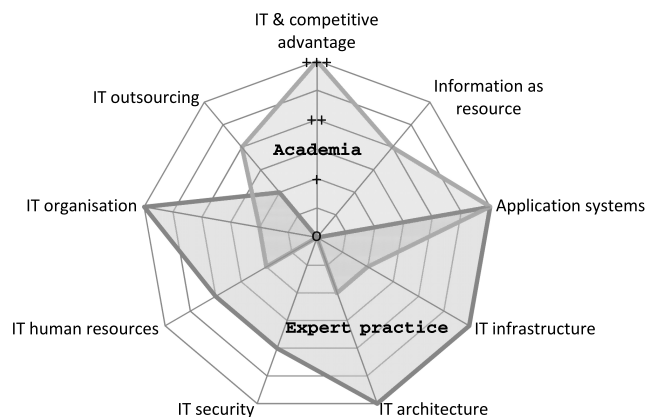 IT & competitive
advantage
+++
Information as
resource
IT outsourcing
++
Academia
+
IT organisation
Application systems
O
IT human resources
Expert practice
IT infrastructure
IT security
IT architecture